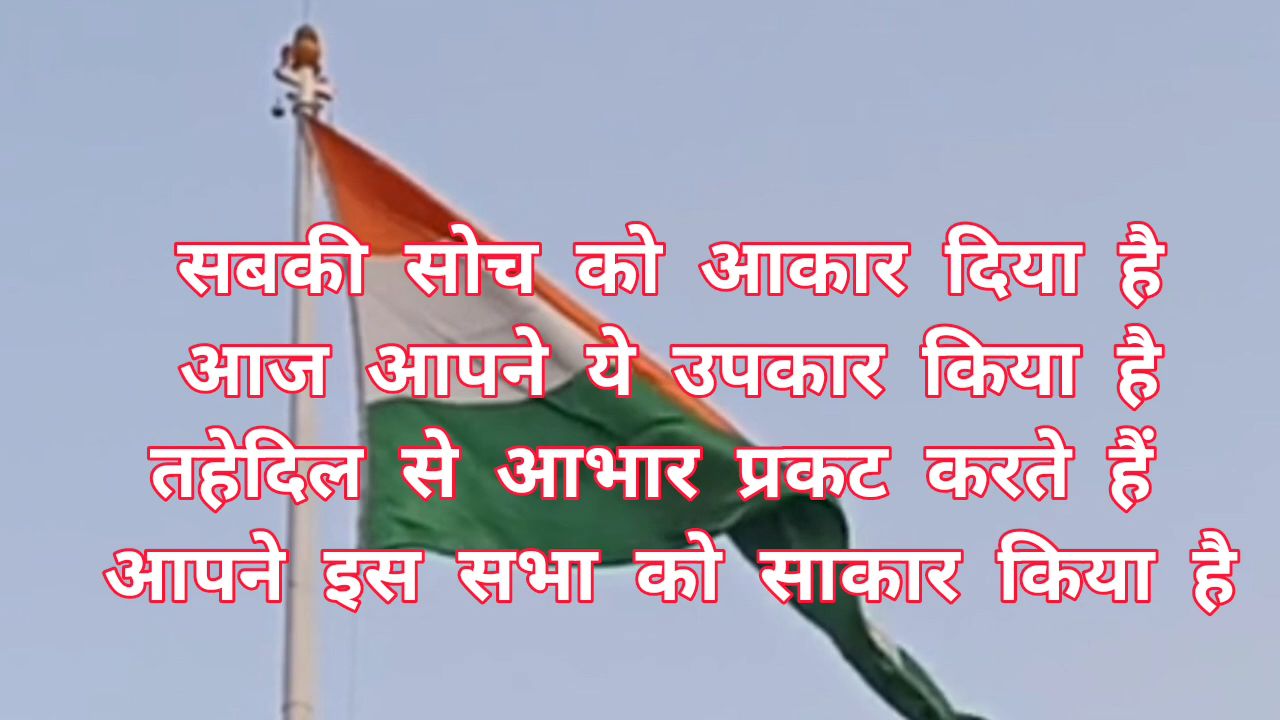 सबकी सोच को आकार दिया है
आज आपने ये उपकार किया है
तहेदिल से आभार प्रकट करते हैं
आपने इस सभा को साकार किया है